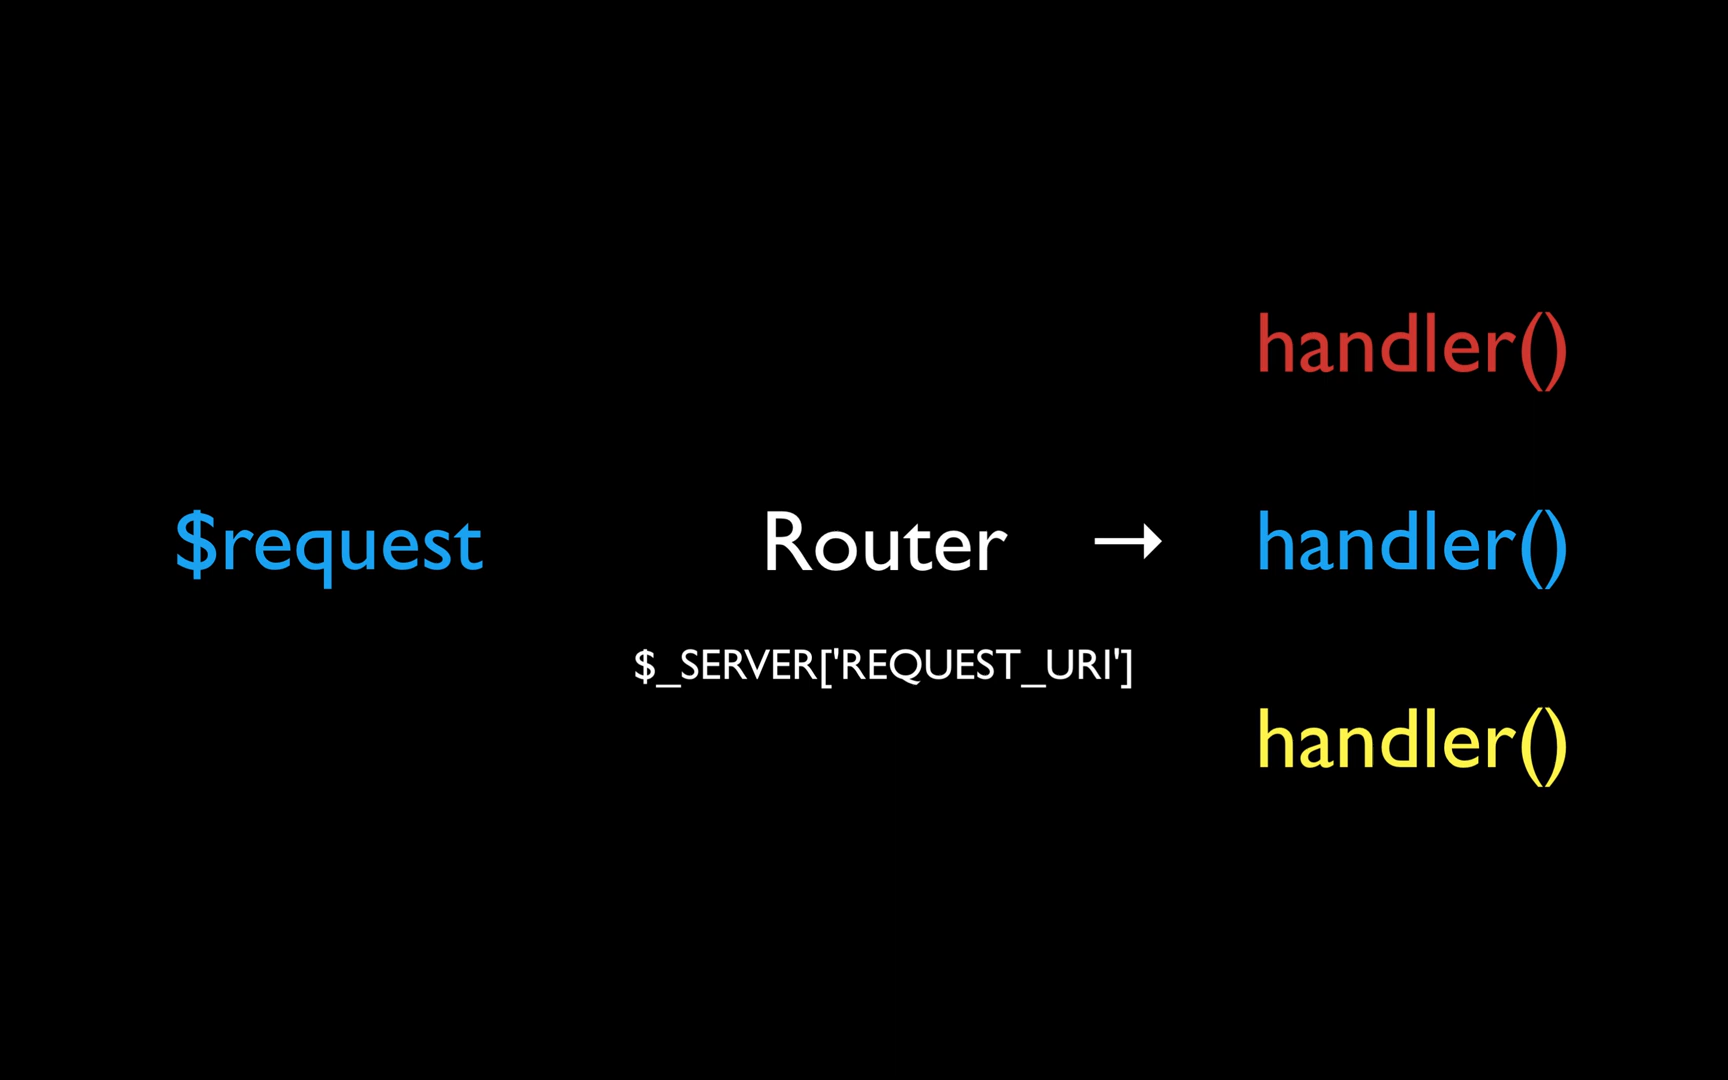 handler()
$request Router → handler()
$_SERVER['REQUEST_URI']
handler()